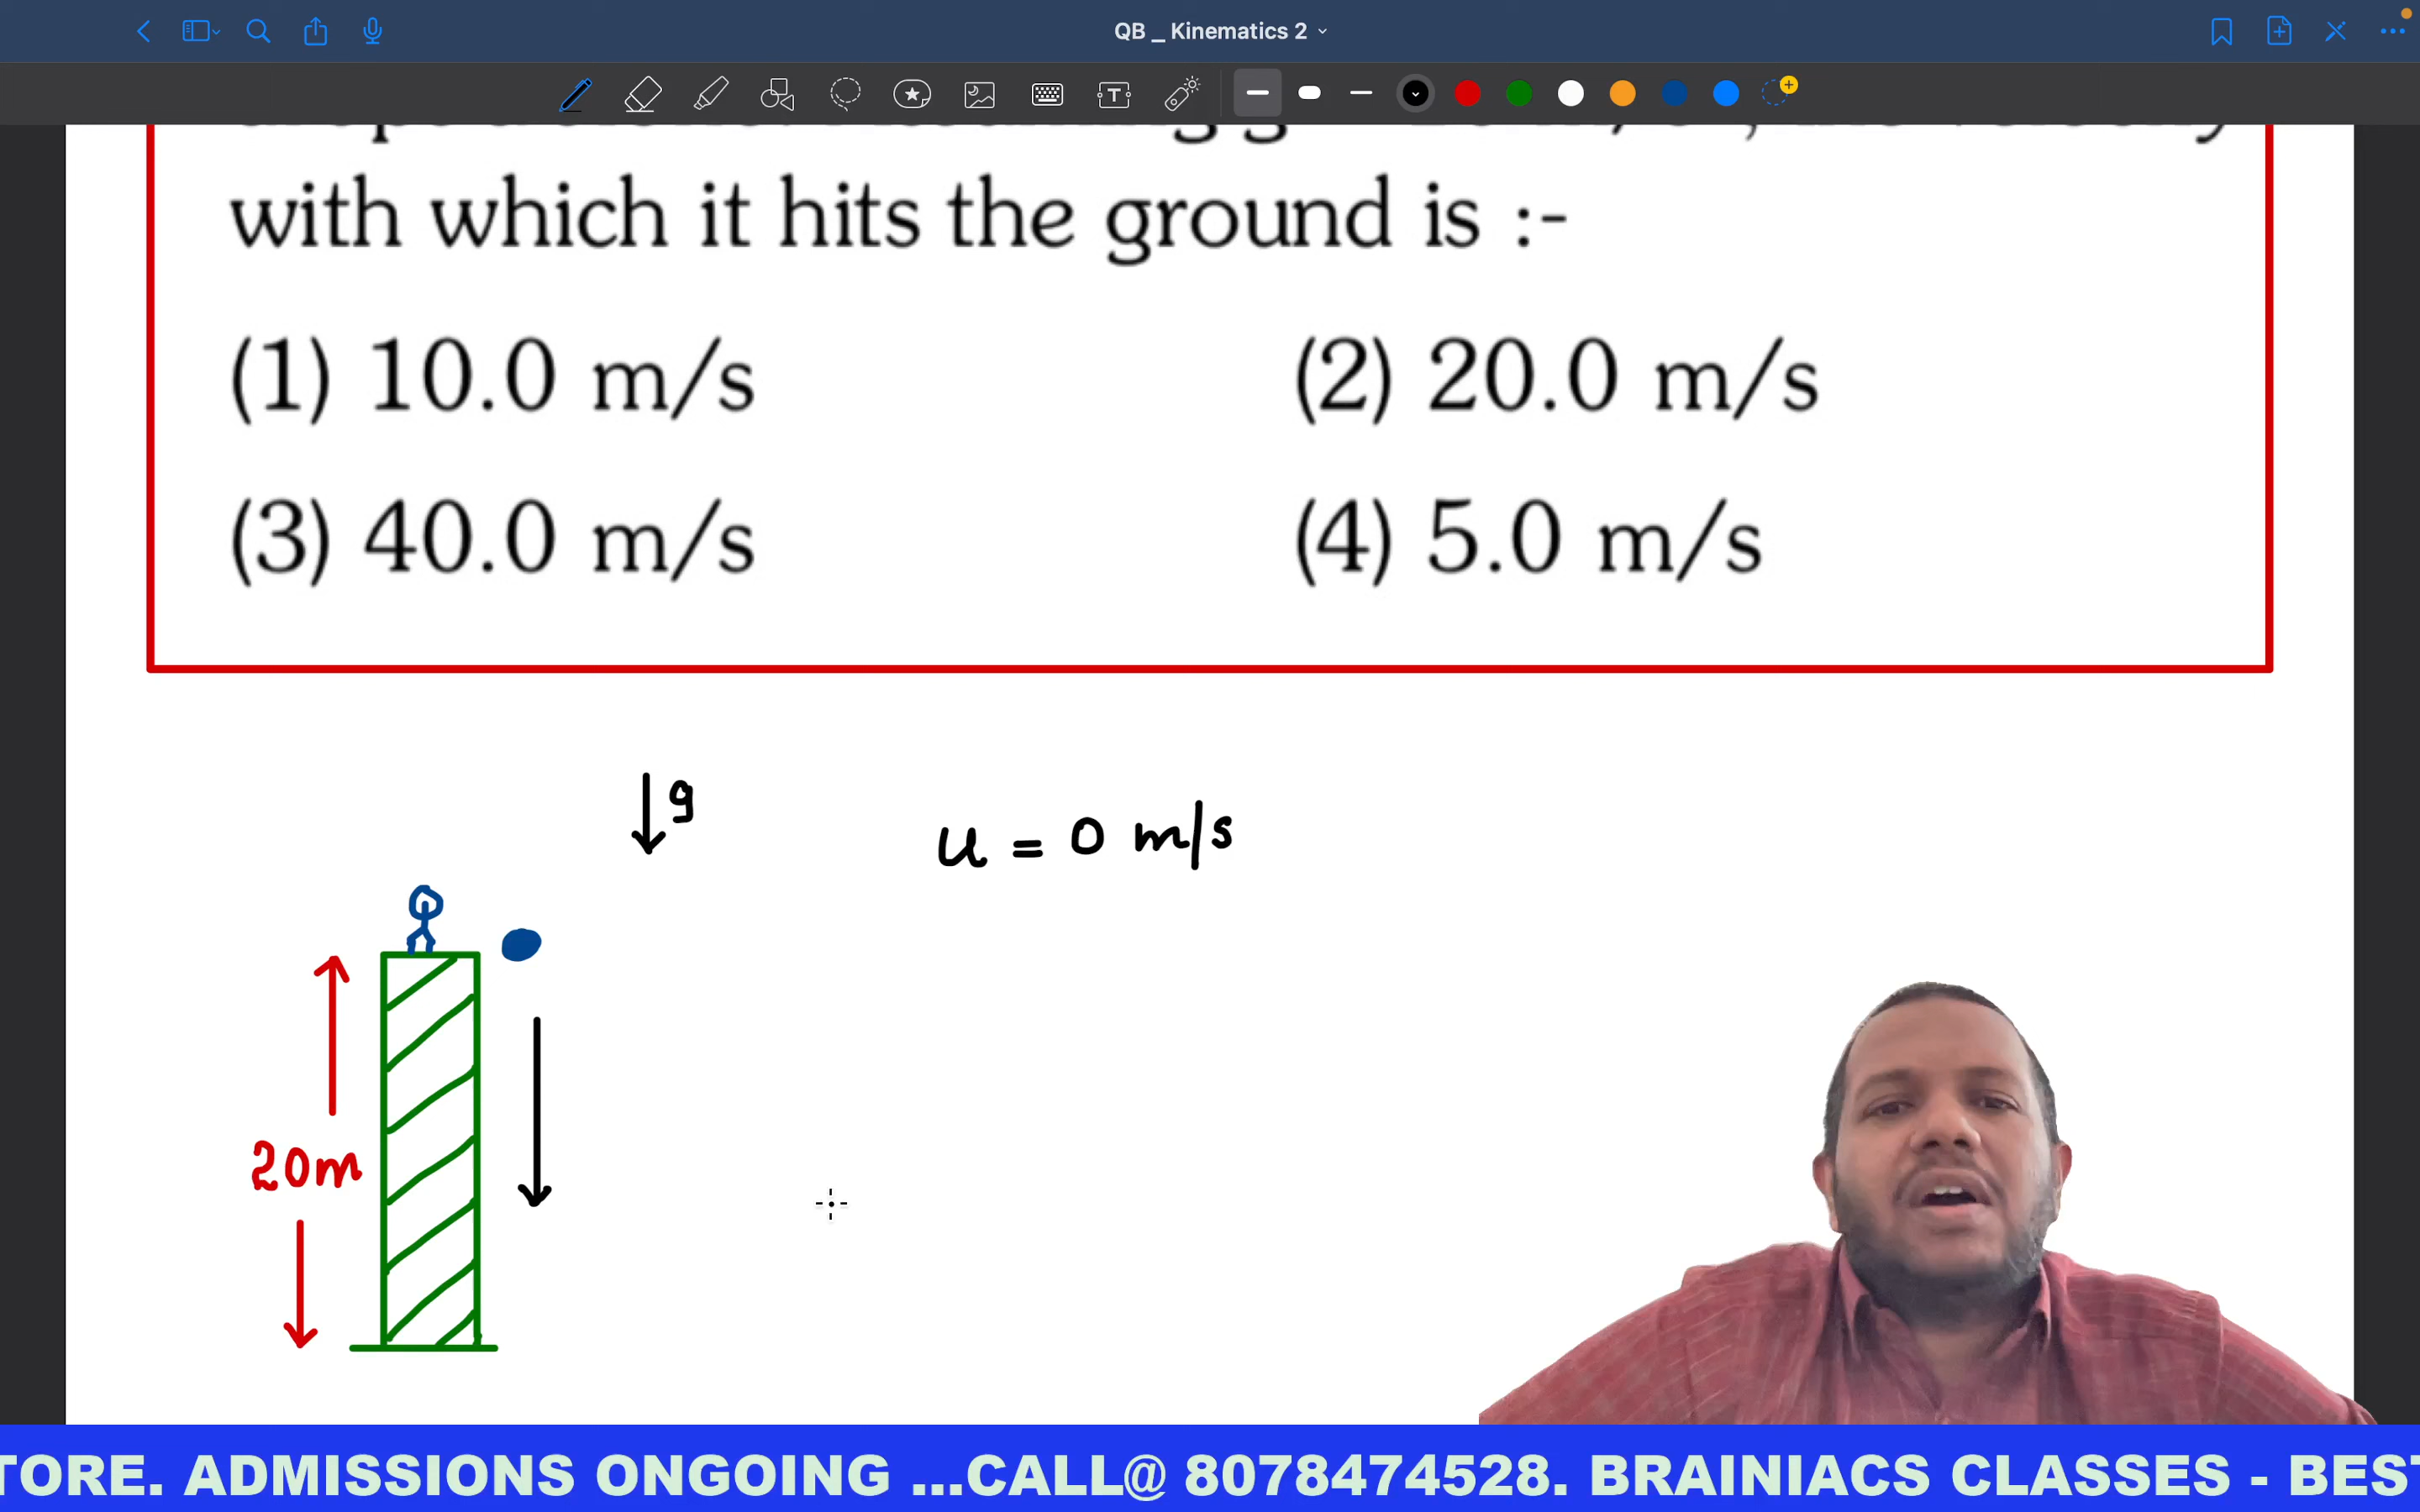 QB _ Kinematics 2
with which it hits the ground is :-
(1) 10.0 m/s (2) 20.0 m/s
(3) 40.0 m/s (4) 5.0 m/s
g
u = 0 m/s
20m
TORE. ADMISSIONS ONGOING ...CALL@ 8078474528. BRAINIACS CLASSES - BEST